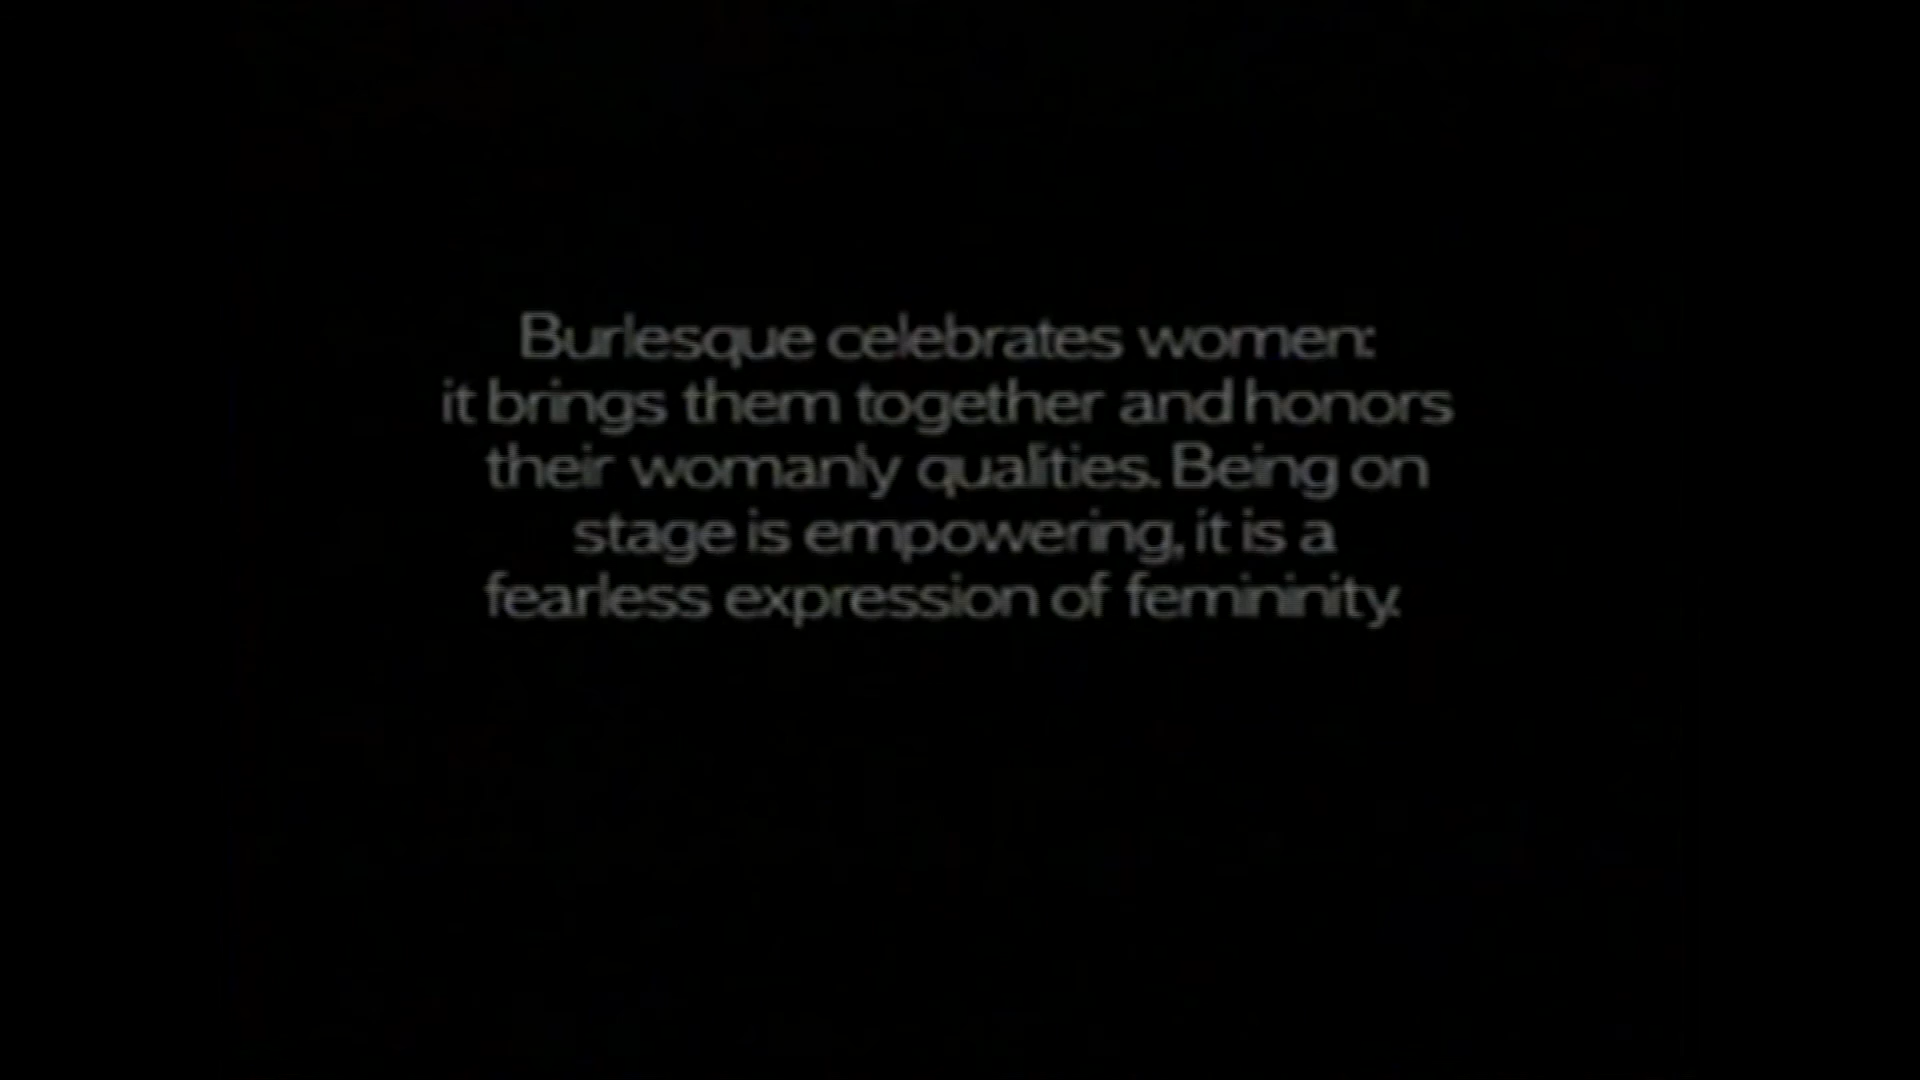 Burlesque celebrates women:
it brings them together and honors
their womanly qualities. Being on
stage is empowering, it is a
fearless expression of femininity.